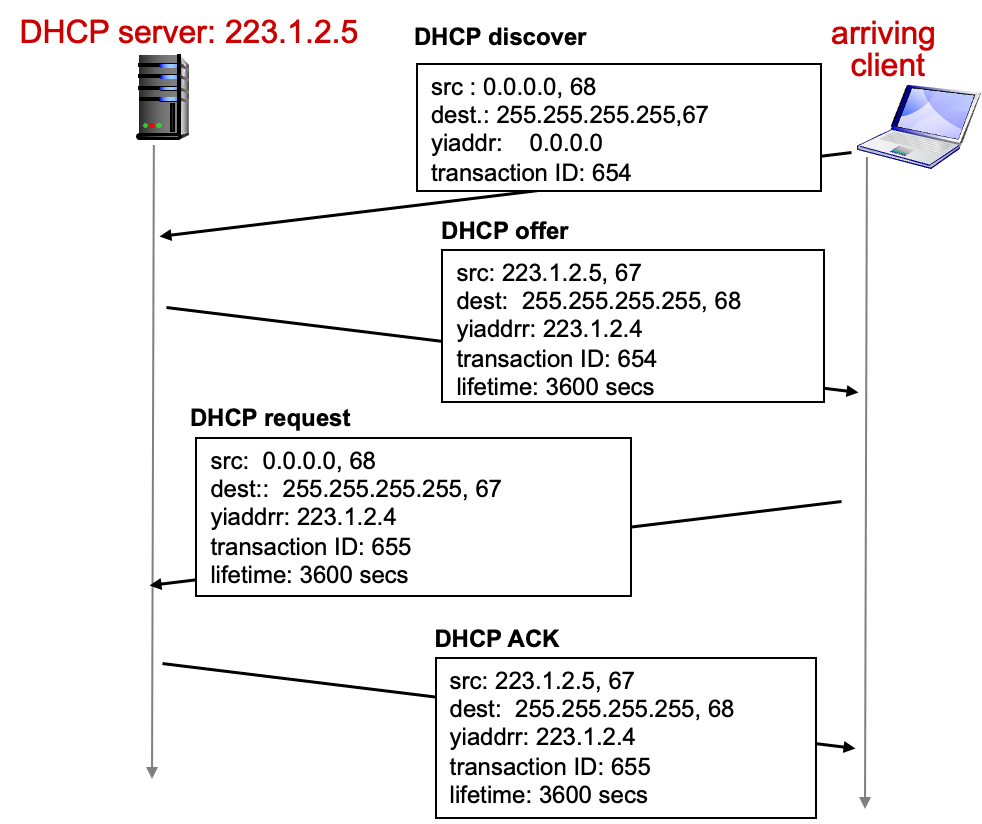 DHCP server: 223.1.2.5
arriving
client
DHCP discover
src : 0.0.0.0, 68
dest.: 255.255.255.255,67
yiaddr: 0.0.0.0
transaction ID: 654
DHCP offer
src: 223.1.2.5, 67
dest: 255.255.255.255, 68
yiaddrr: 223.1.2.4
transaction ID: 654
lifetime: 3600 secs
DHCP request
src: 0.0.0.0, 68
dest:: 255.255.255.255, 67
yiaddrr: 223.1.2.4
transaction ID: 655
lifetime: 3600 secs
DHCP ACK
src: 223.1.2.5, 67
dest: 255.255.255.255, 68
yiaddrr: 223.1.2.4
transaction ID: 655
lifetime: 3600 secs